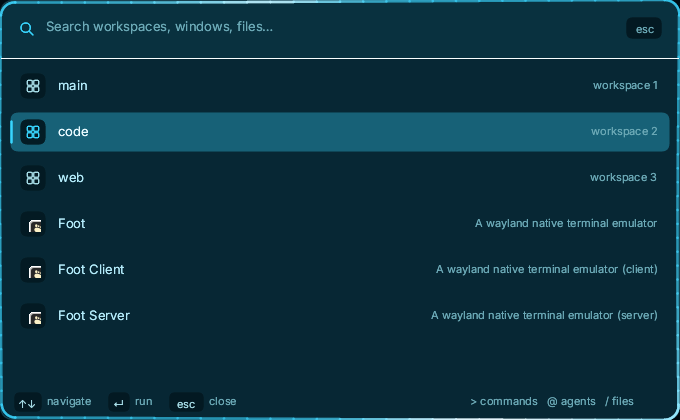 Search workspaces, windows, files... esc
main workspace 1
code workspace 2
web workspace 3
Foot A wayland native terminal emulator
Foot Client A wayland native terminal emulator (client)
Foot Server A wayland native terminal emulator (server)
↑↓ navigate ↵ run esc close > commands @ agents / files